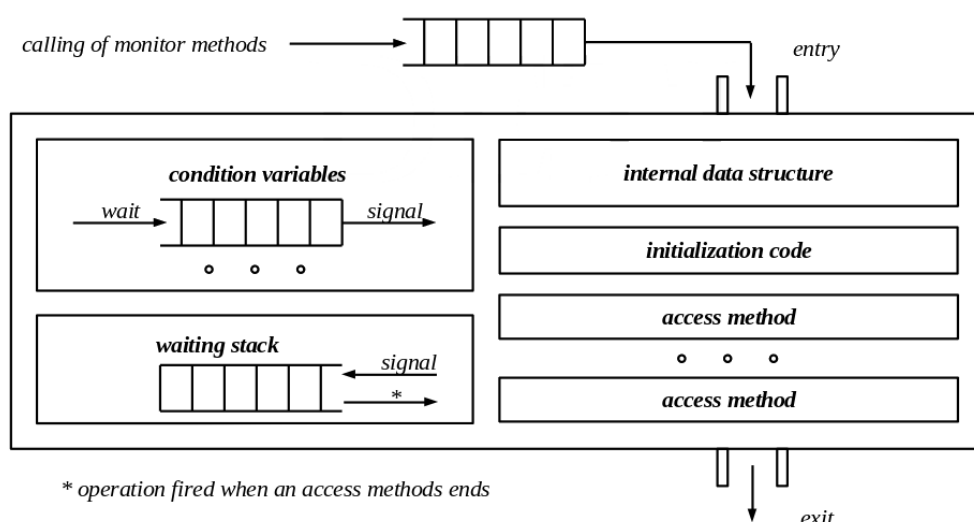 calling of monitor methods
entry
condition variables
wait
signal
waiting stack
signal
*
internal data structure
initialization code
access method
access method
* operation fired when an access methods ends
exit